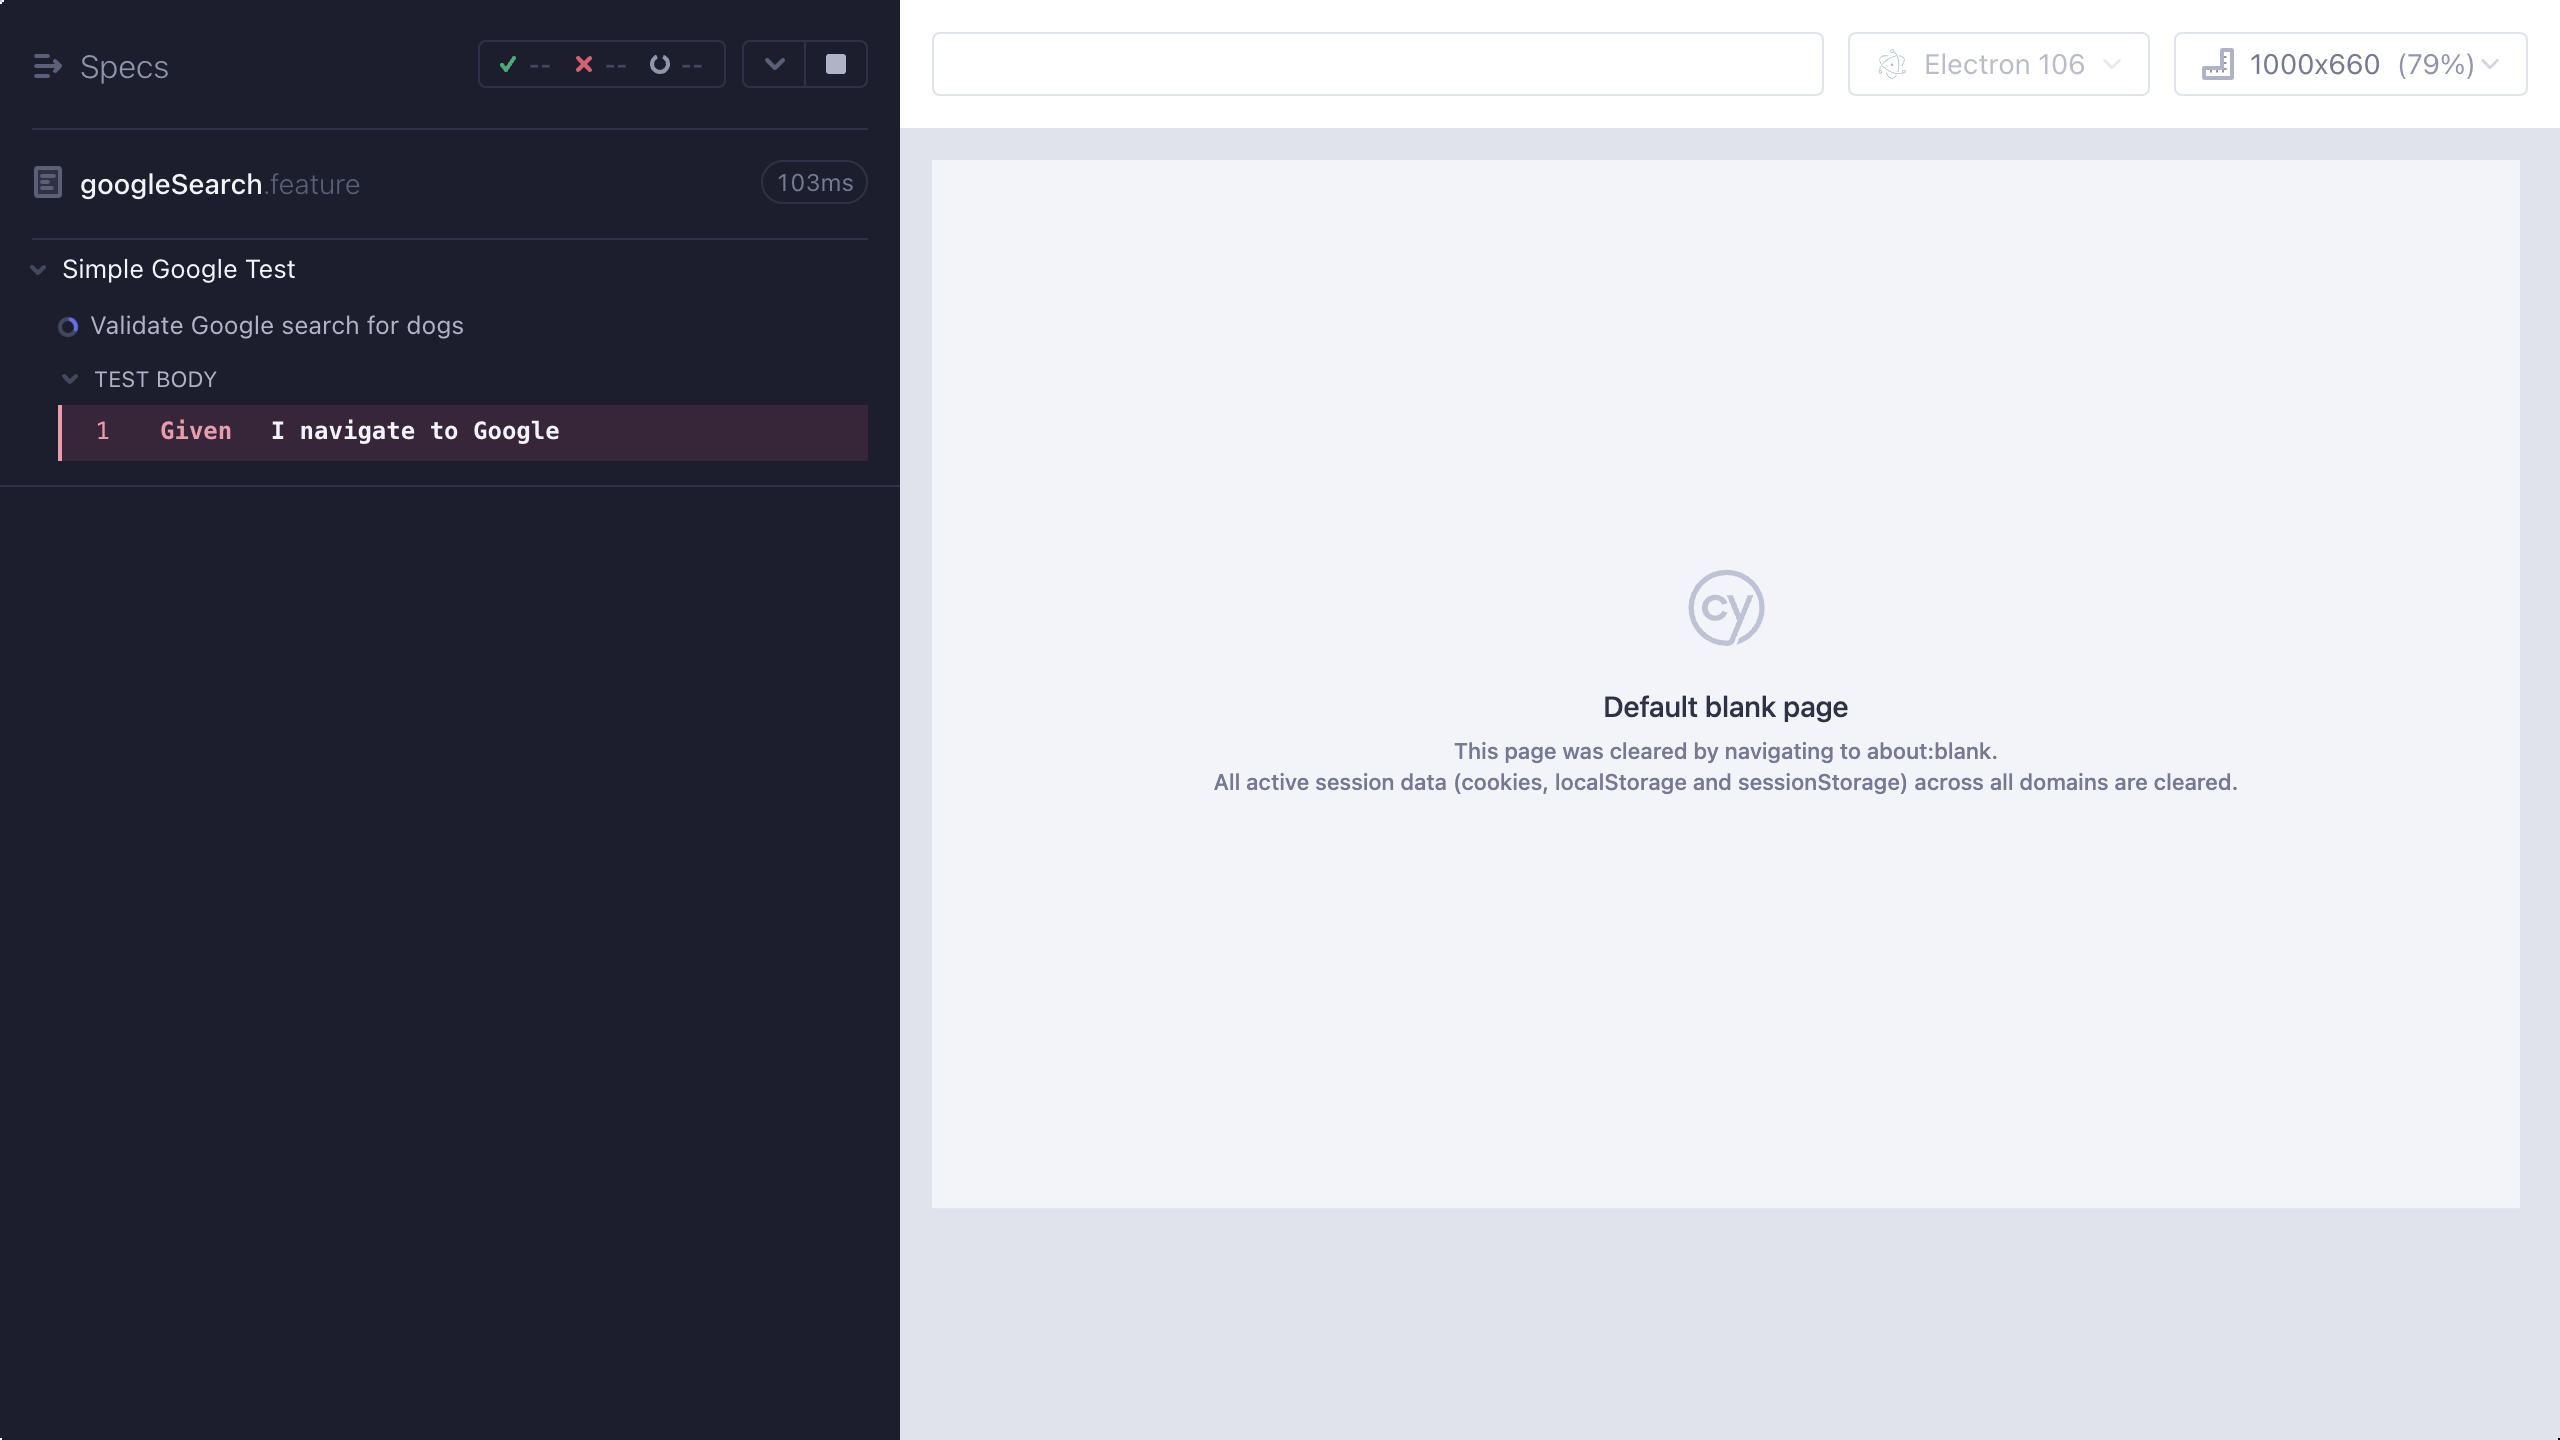 Specs
--
--
--
googleSearch.feature
103ms
Simple Google Test
Validate Google search for dogs
TEST BODY
1 Given I navigate to Google
Electron 106
1000x660 (79%)
cy
Default blank page
This page was cleared by navigating to about:blank.
All active session data (cookies, localStorage and sessionStorage) across all domains are cleared.